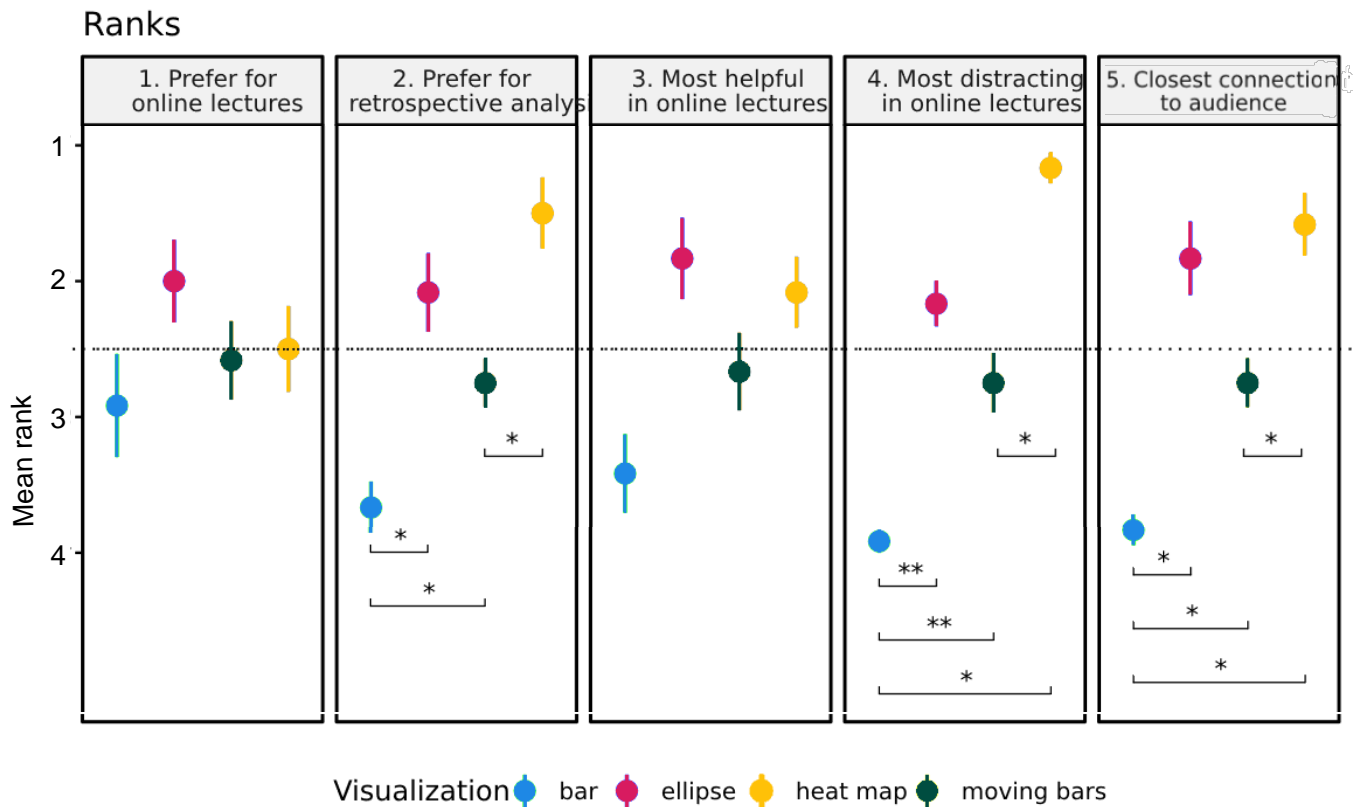 Ranks
1. Prefer for
online lectures
2. Prefer for
retrospective analys
3. Most helpful
in online lectures
4. Most distracting
in online lectures
5. Closest connection
to audience
Mean rank
1
2
3
4
*
*
*
*
**
**
*
*
*
*
*
Visualization bar ellipse heat map moving bars